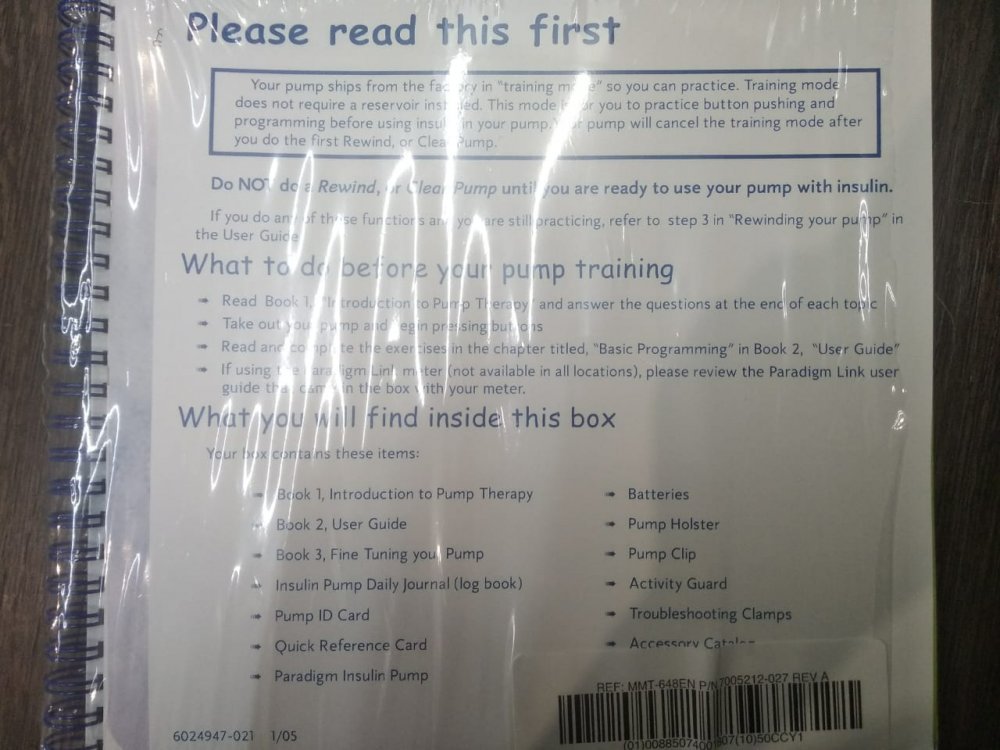 Please read this first
Your pump ships from the factory in "training mode" so you can practice. Training mode
does not require a reservoir installed. This mode is for you to practice button pushing and
programming before using insulin in your pump. Your pump will cancel the training mode after
you do the first Rewind, or Clear Pump.
Do NOT do a Rewind, or Clear Pump until you are ready to use your pump with insulin.
If you do any of these functions and you are still practicing, refer to step 3 in "Rewinding your pump" in
the User Guide
What to do before your pump training
Read Book 1, "Introduction to Pump Therapy" and answer the questions at the end of each topic
Take out your pump and begin pressing buttons
Read and complete the exercises in the chapter titled, "Basic Programming" in Book 2, "User Guide"
If using the Paradigm Link meter (not available in all locations), please review the Paradigm Link user
guide that came in the box with your meter.
What you will find inside this box
Your box contains these items:
Book 1, Introduction to Pump Therapy
Book 2, User Guide
Book 3, Fine Tuning your Pump
Insulin Pump Daily Journal (log book)
Pump ID Card
Quick Reference Card
Paradigm Insulin Pump
Batteries
Pump Holster
Pump Clip
Activity Guard
Troubleshooting Clamps
Accessory Catalog
REF: MMT-648EN P/N 7005212-027 REV A
6024947-021 1/05